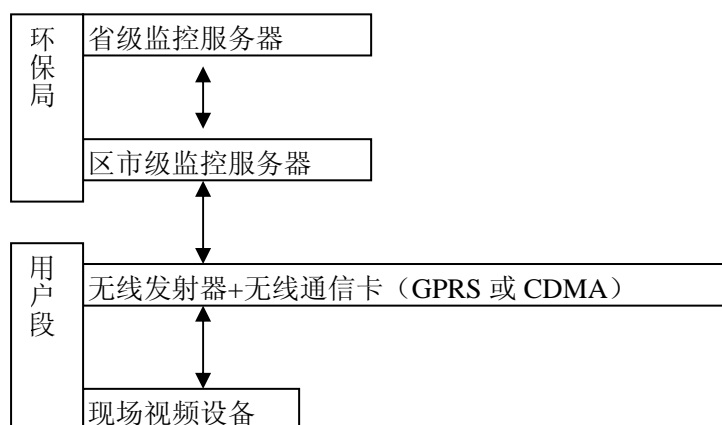 环保局
省级监控服务器
区市级监控服务器
用户段
无线发射器+无线通信卡（GPRS 或 CDMA）
现场视频设备